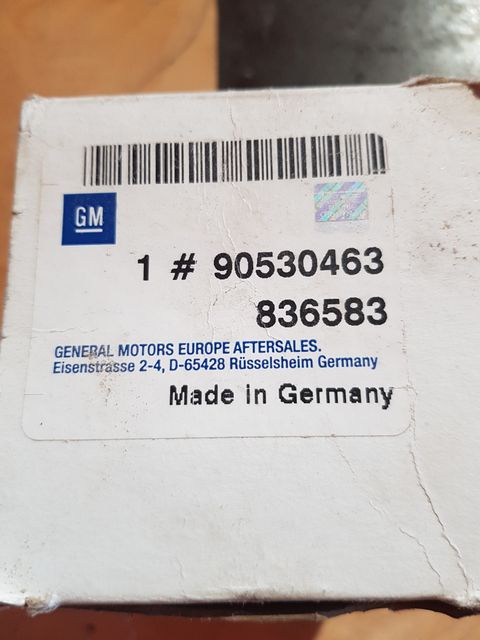 GM
1 # 90530463
836583
GENERAL MOTORS EUROPE AFTERSALES.
Eisenstrasse 2-4, D-65428 Rüsselsheim Germany
Made in Germany